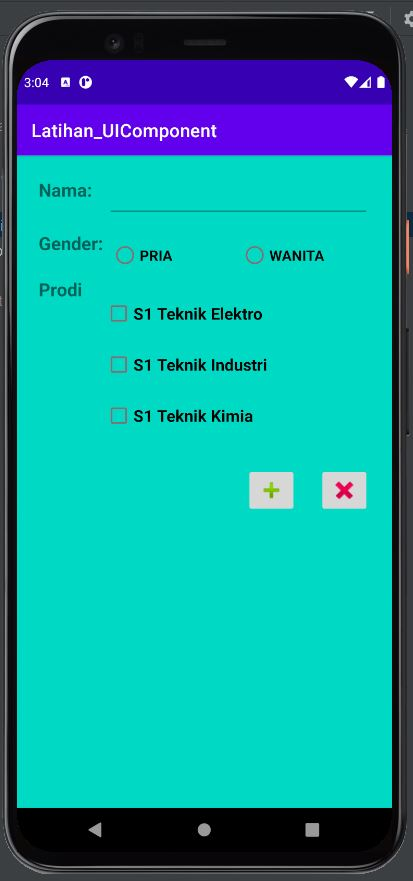 3:04
Latihan_UIComponent
Nama:
Gender:
PRIA
WANITA
Prodi
S1 Teknik Elektro
S1 Teknik Industri
S1 Teknik Kimia